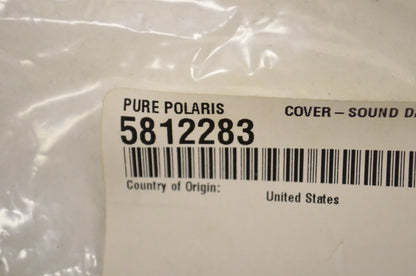 PURE POLARIS COVER – SOUND
5812283
Country of Origin: United States